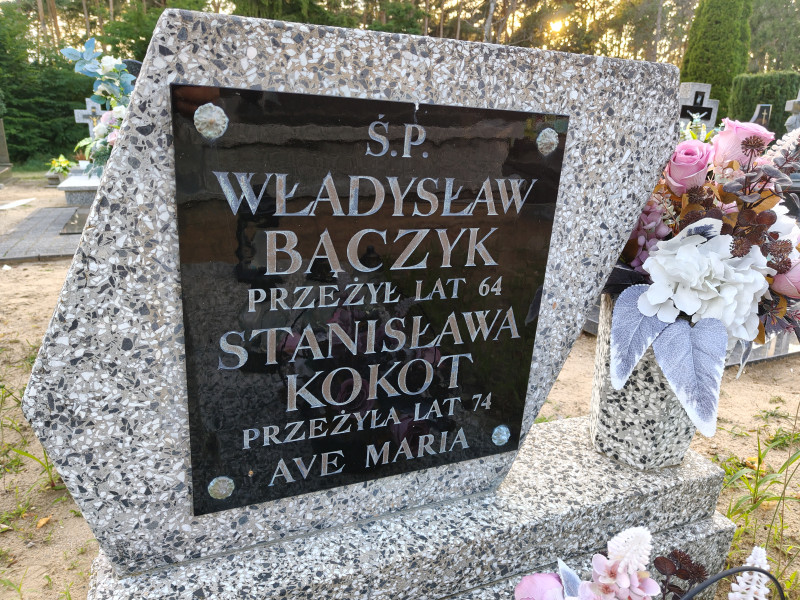 Ś.P.
WŁADYSŁAW
BĄCZYK
PRZEŻYŁ LAT 64
STANISŁAWA
KOKOT
PRZEŻYŁA LAT 74
AVE MARIA